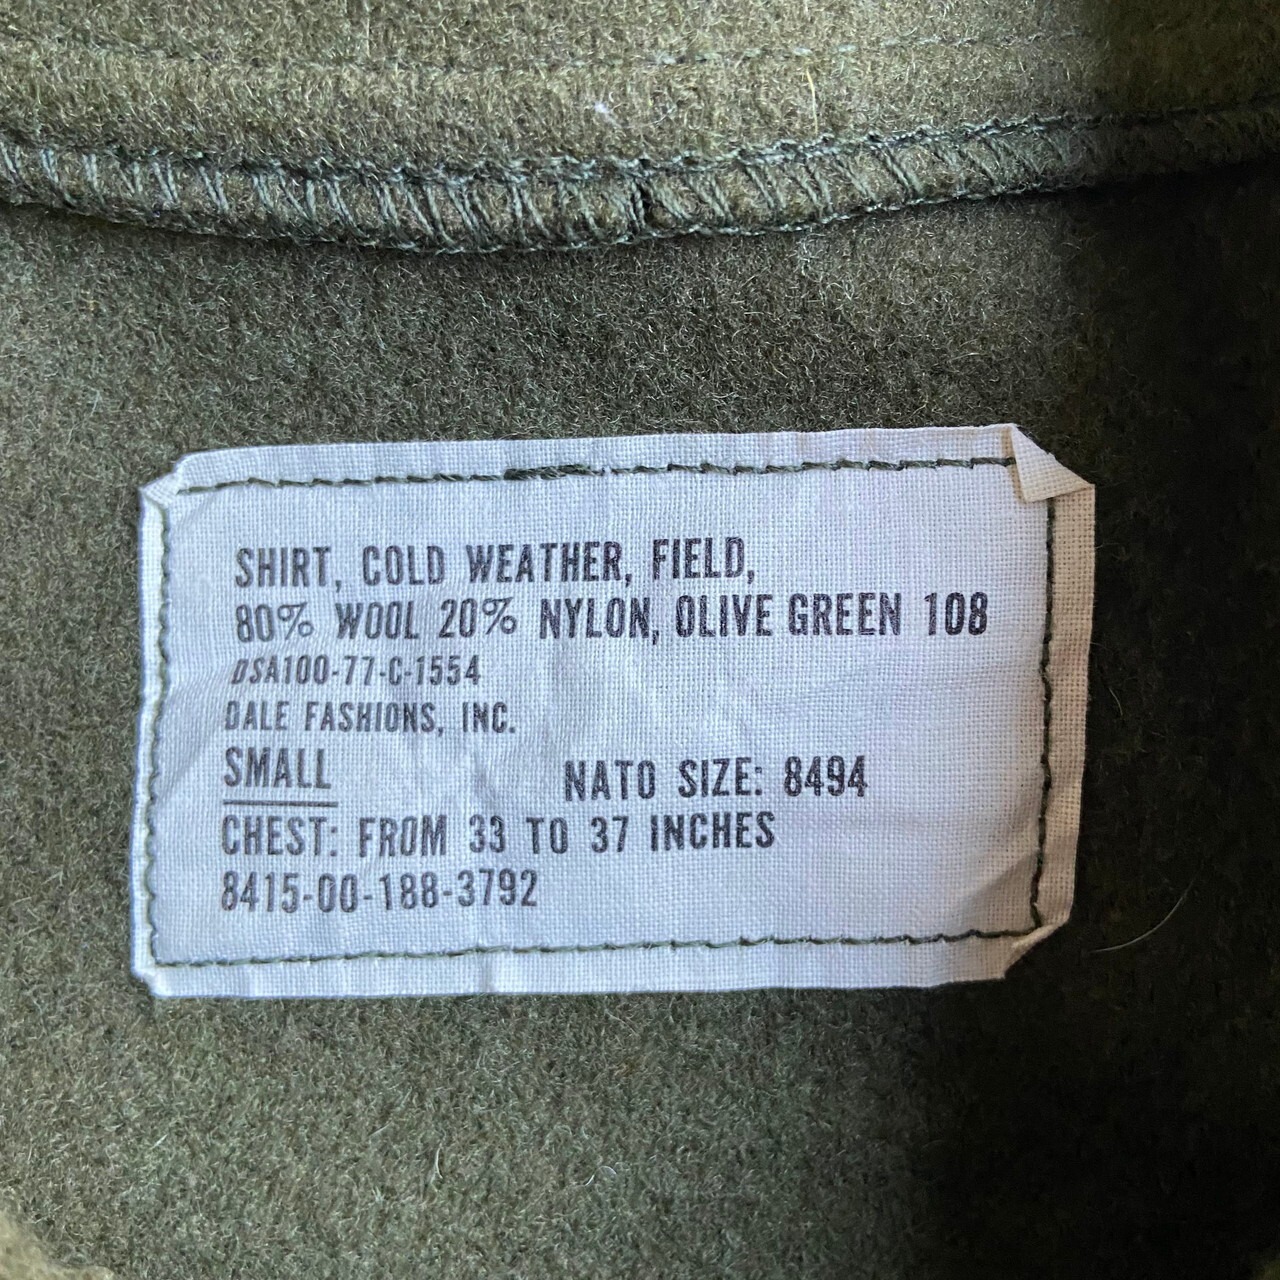 SHIRT, COLD WEATHER, FIELD,
80% WOOL 20% NYLON, OLIVE GREEN 108
DSA100-77-C-1554
DALE FASHIONS, INC.
SMALL NATO SIZE: 8494
CHEST: FROM 33 TO 37 INCHES
8415-00-188-3792